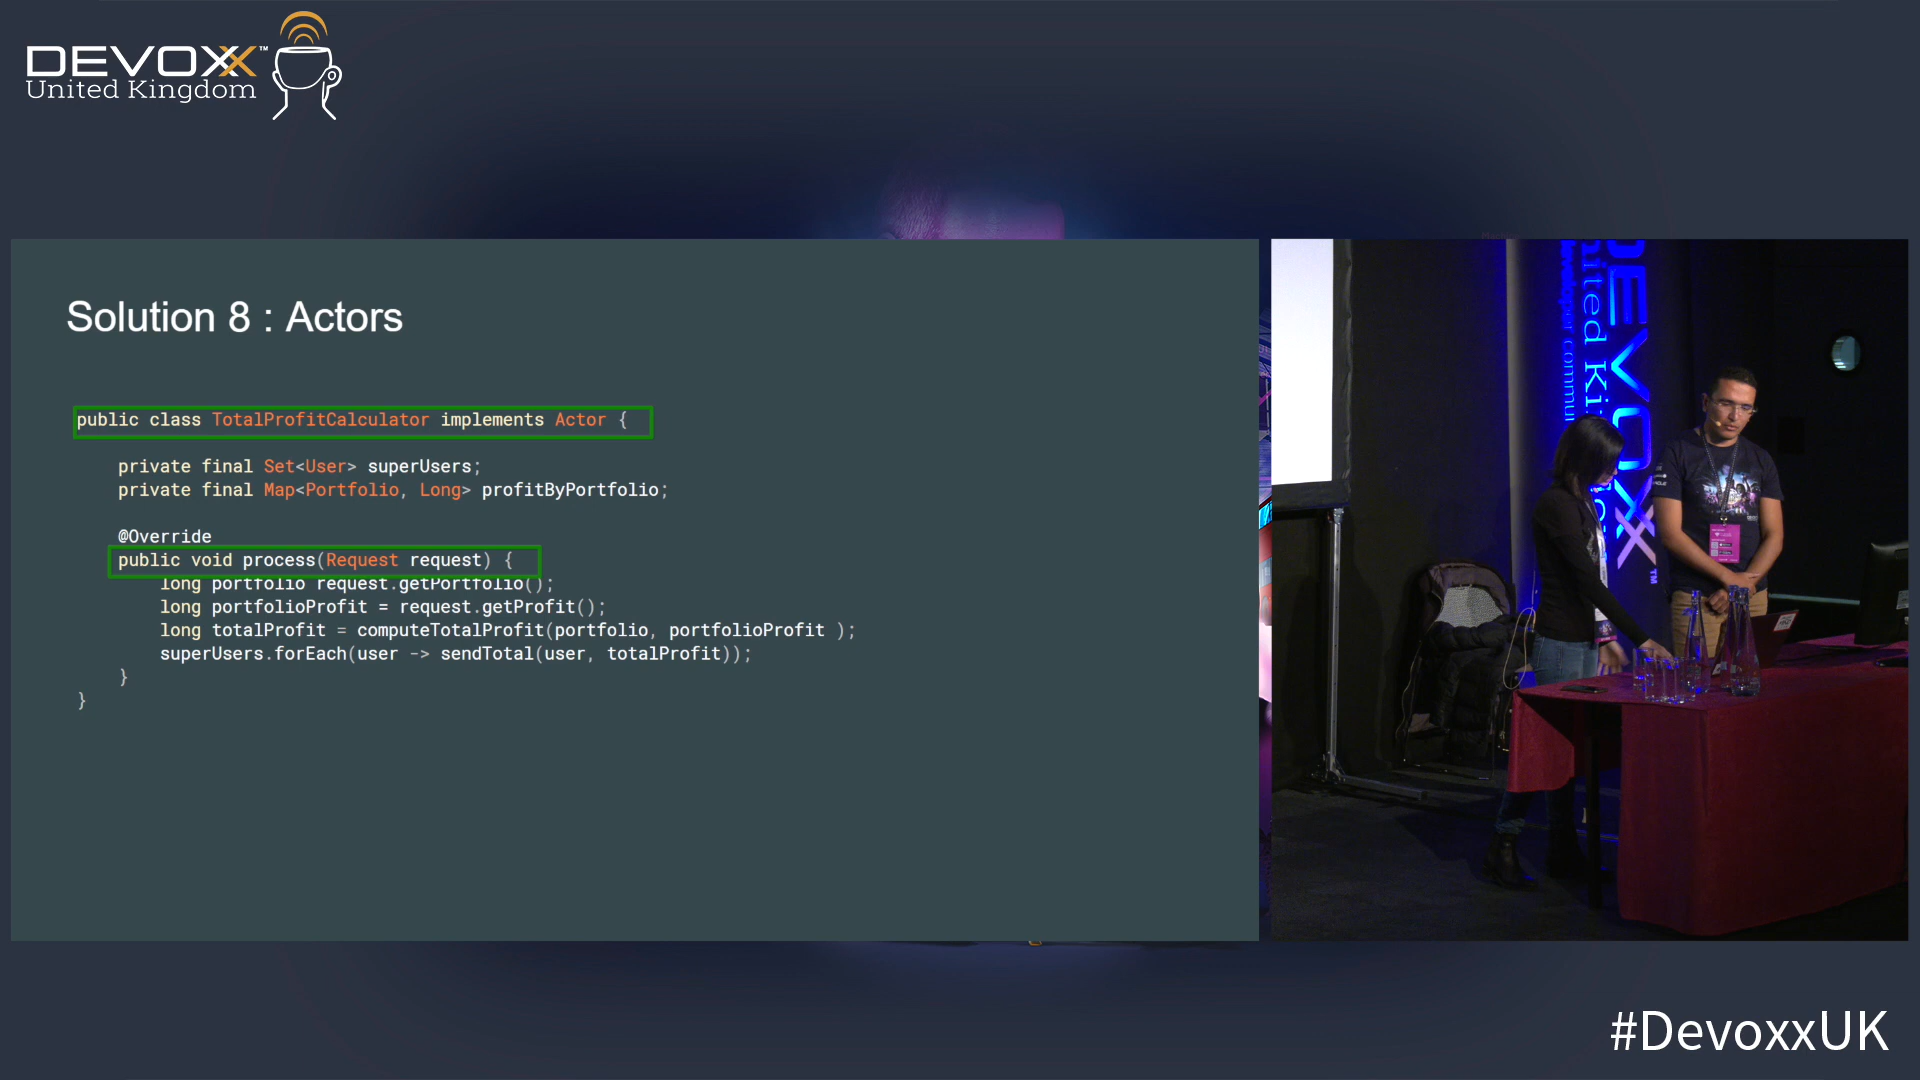 DEVOXX™
United Kingdom
Solution 8 : Actors
public class TotalProfitCalculator implements Actor {
private final Set<User> superUsers;
private final Map<Portfolio, Long> profitByPortfolio;
@Override
public void process(Request request) {
long portfolio request.getPortfolio();
long portfolioProfit = request.getProfit();
long totalProfit = computeTotalProfit(portfolio, portfolioProfit );
superUsers.forEach(user -> sendTotal(user, totalProfit));
}
}
DEVOXX™
#DevoxxUK